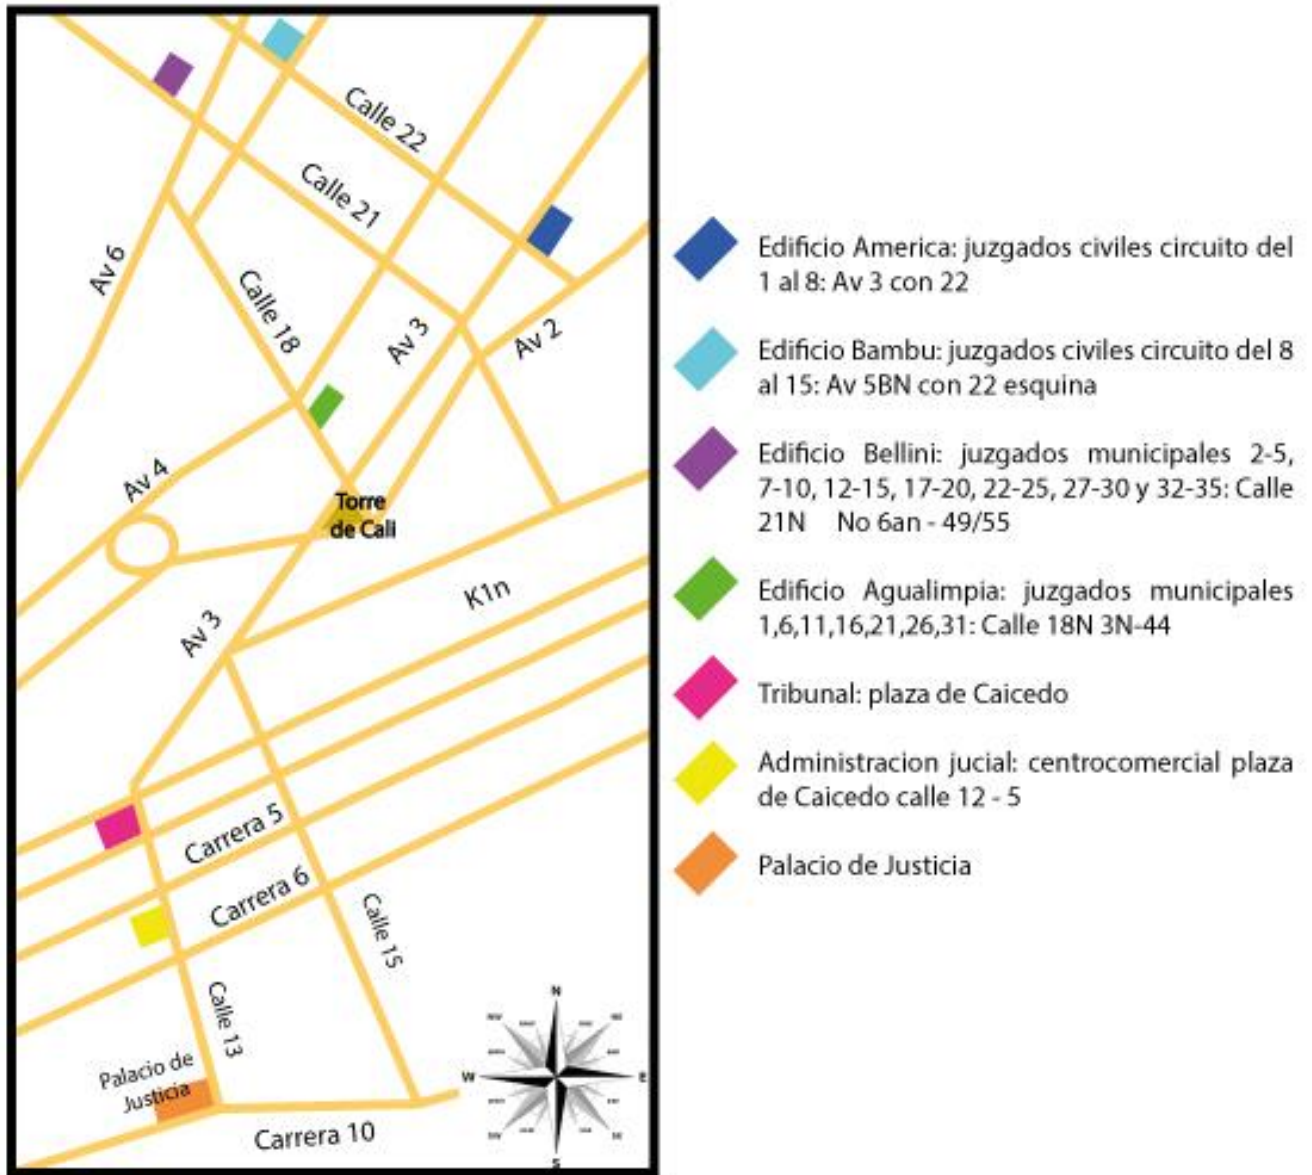 Calle 22
Calle 21
Av 6
Calle 18
Av 3
Av 2
Av 4
Torre
de Cali
K1n
Av 3
Carrera 5
Carrera 6
Calle 15
Calle 13
Palacio de
Justicia
Carrera 10
N
W
E
S
Edificio America: juzgados civiles circuito del
1 al 8: Av 3 con 22
Edificio Bambu: juzgados civiles circuito del 8
al 15: Av 5BN con 22 esquina
Edificio Bellini: juzgados municipales 2-5,
7-10, 12-15, 17-20, 22-25, 27-30 y 32-35: Calle
21N No 6an - 49/55
Edificio Agualimpia: juzgados municipales
1,6,11,16,21,26,31: Calle 18N 3N-44
Tribunal: plaza de Caicedo
Administracion jucial: centrocomercial plaza
de Caicedo calle 12 - 5
Palacio de Justicia